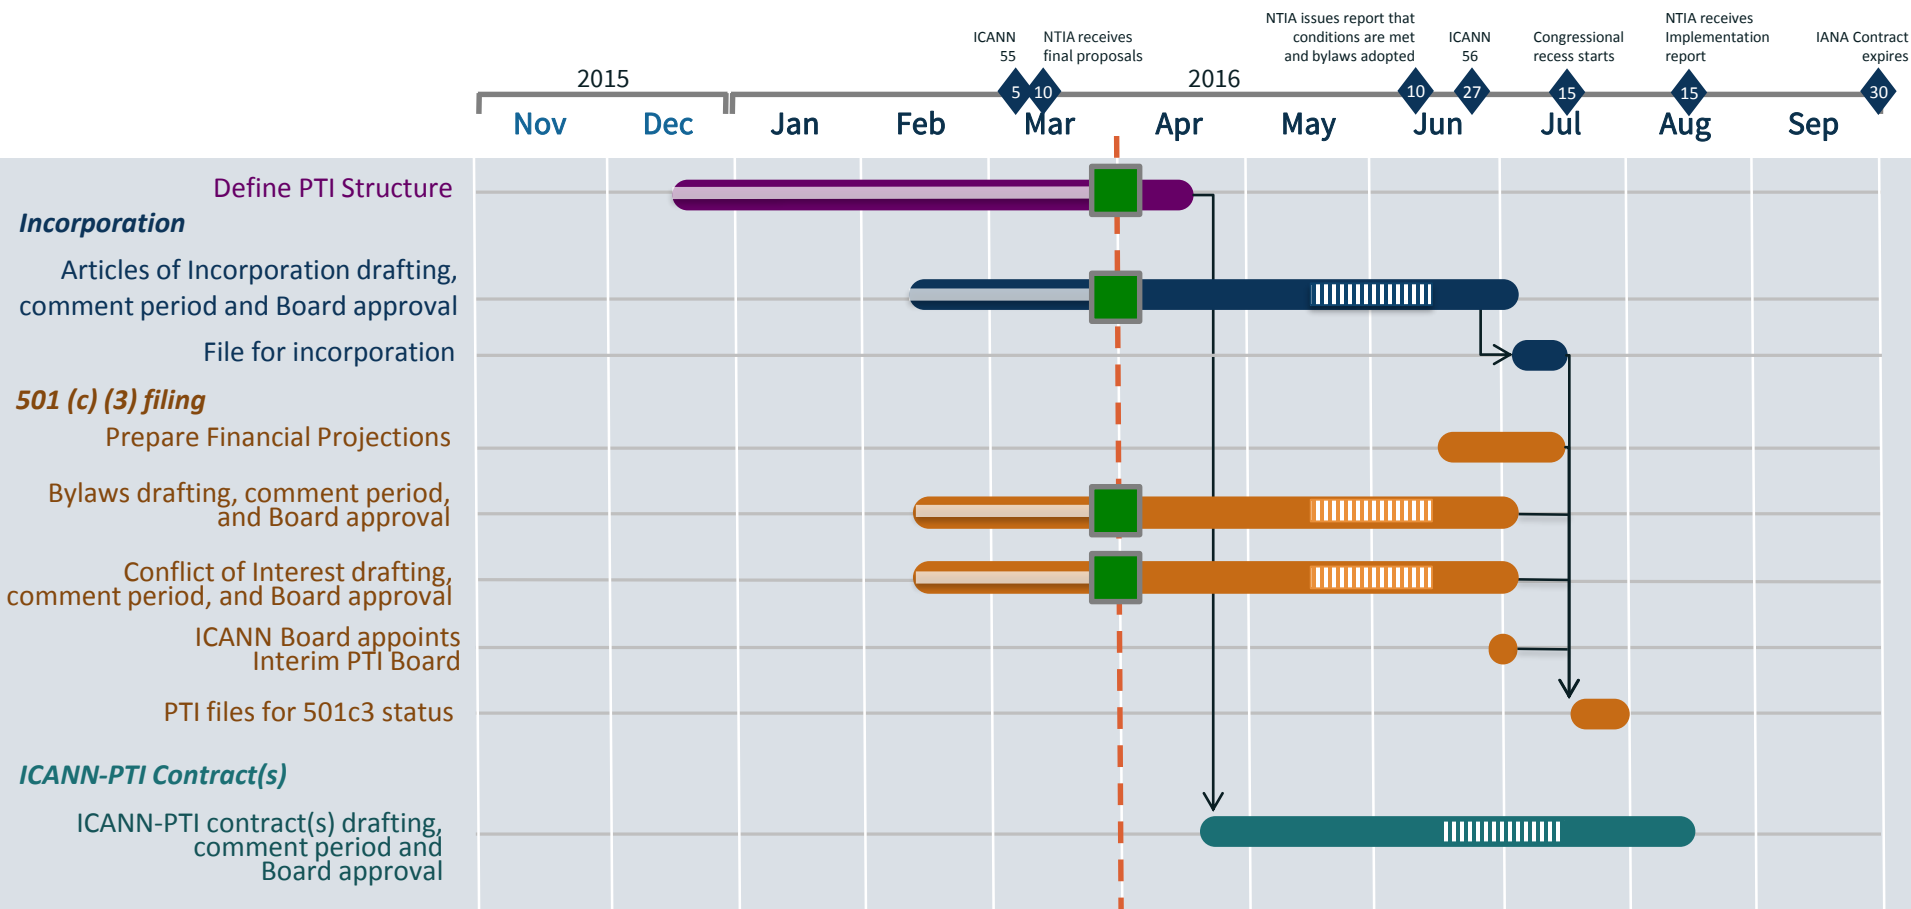 NTIA issues report that
conditions are met
and bylaws adopted
ICANN
55
NTIA receives
final proposals
ICANN
56
Congressional
recess starts
NTIA receives
Implementation
report
IANA Contract
expires
2015
2016
5
10
10
27
15
15
30
Nov
Dec
Jan
Feb
Mar
Apr
May
Jun
Jul
Aug
Sep
Define PTI Structure
Incorporation
Articles of Incorporation drafting,
comment period and Board approval
File for incorporation
501 (c) (3) filing
Prepare Financial Projections
Bylaws drafting, comment period,
and Board approval
Conflict of Interest drafting,
comment period, and Board approval
ICANN Board appoints
Interim PTI Board
PTI files for 501c3 status
ICANN-PTI Contract(s)
ICANN-PTI contract(s) drafting,
comment period and
Board approval